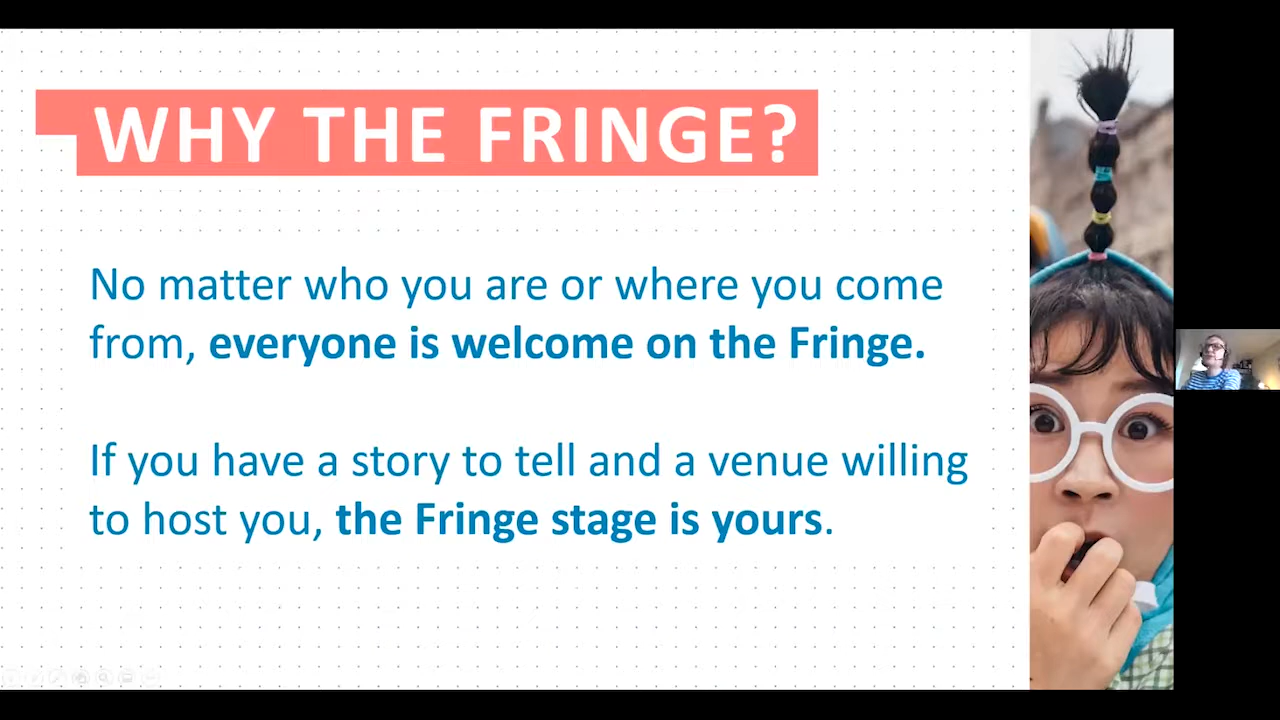 WHY THE FRINGE?
No matter who you are or where you come
from, everyone is welcome on the Fringe.
If you have a story to tell and a venue willing
to host you, the Fringe stage is yours.